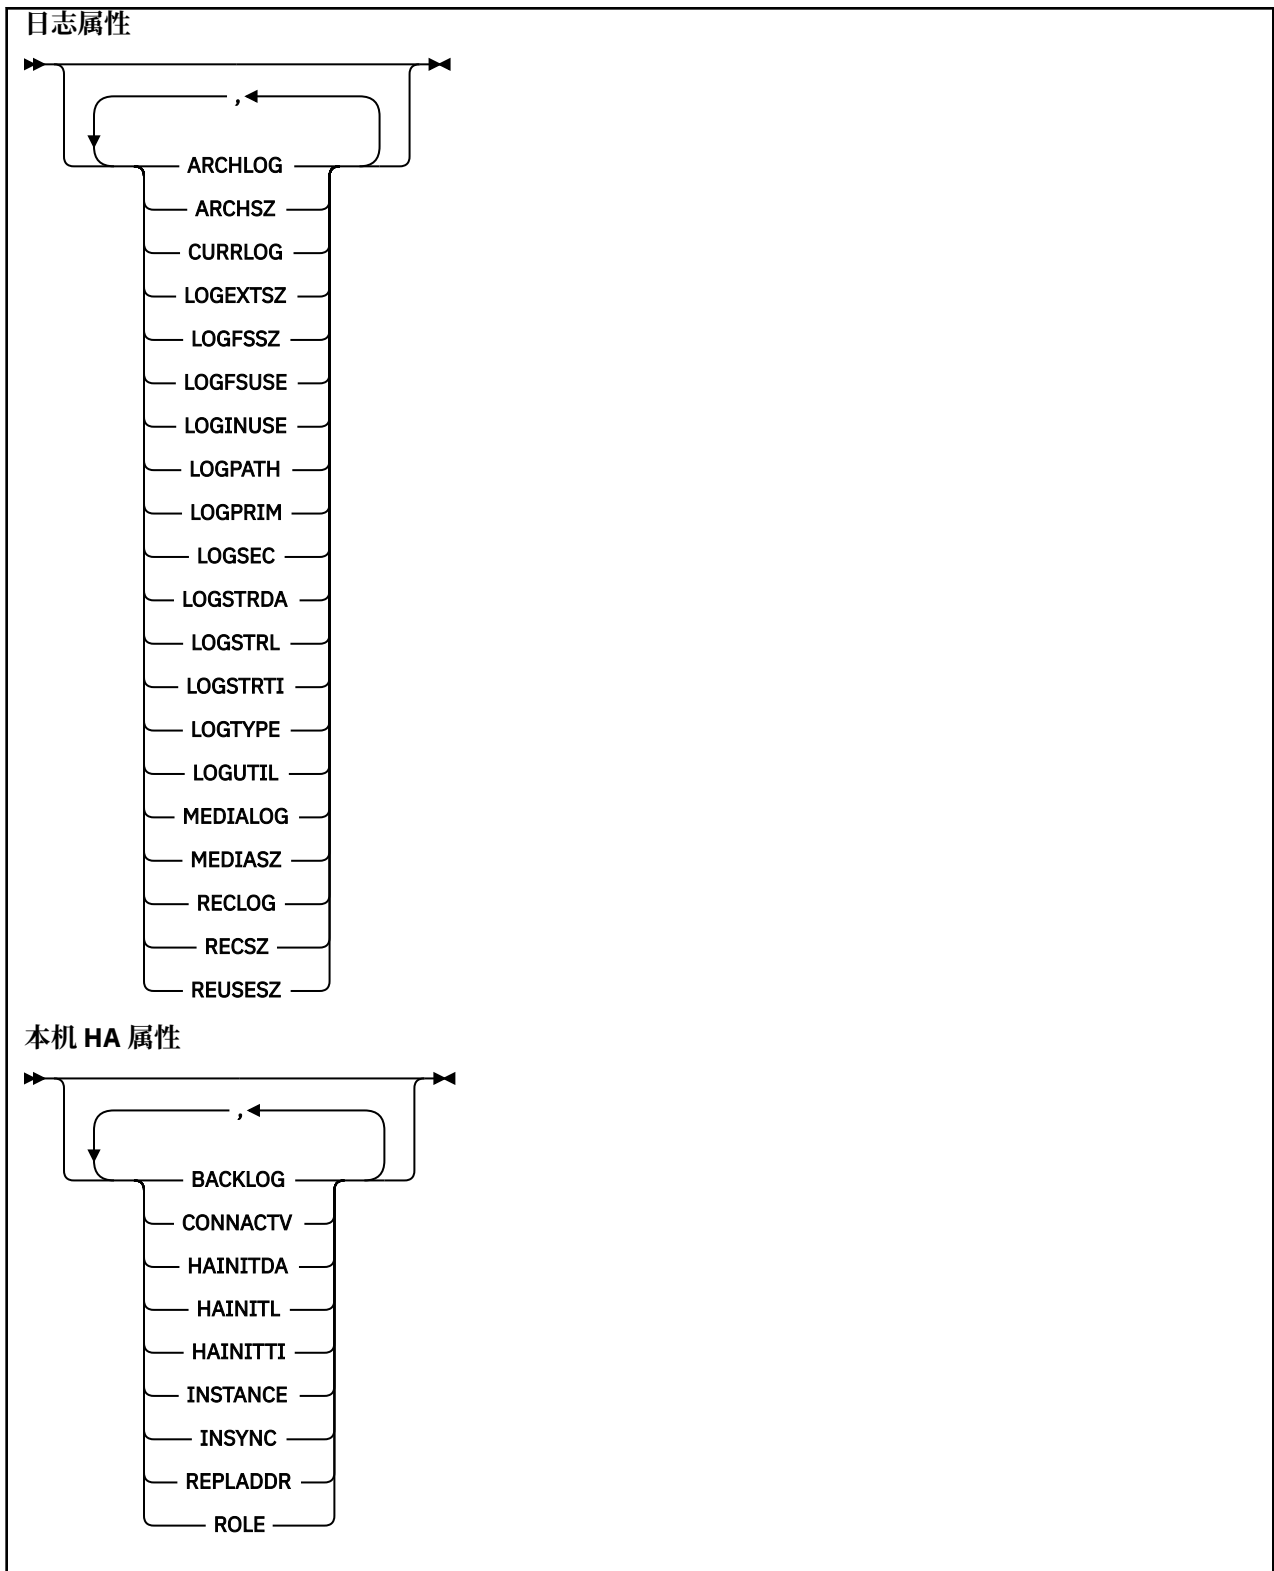 日志属性
,
ARCHLOG
ARCHSZ
CURRLOG
LOGEXTSZ
LOGFSSZ
LOGFSUSE
LOGINUSE
LOGPATH
LOGPRIM
LOGSEC
LOGSTRDA
LOGSTRL
LOGSTRTI
LOGTYPE
LOGUTIL
MEDIALOG
MEDIASZ
RECLOG
RECSZ
REUSESZ
本机 HA 属性
,
BACKLOG
CONNACTV
HAINITDA
HAINITL
HAINITTI
INSTANCE
INSYNC
REPLADDR
ROLE